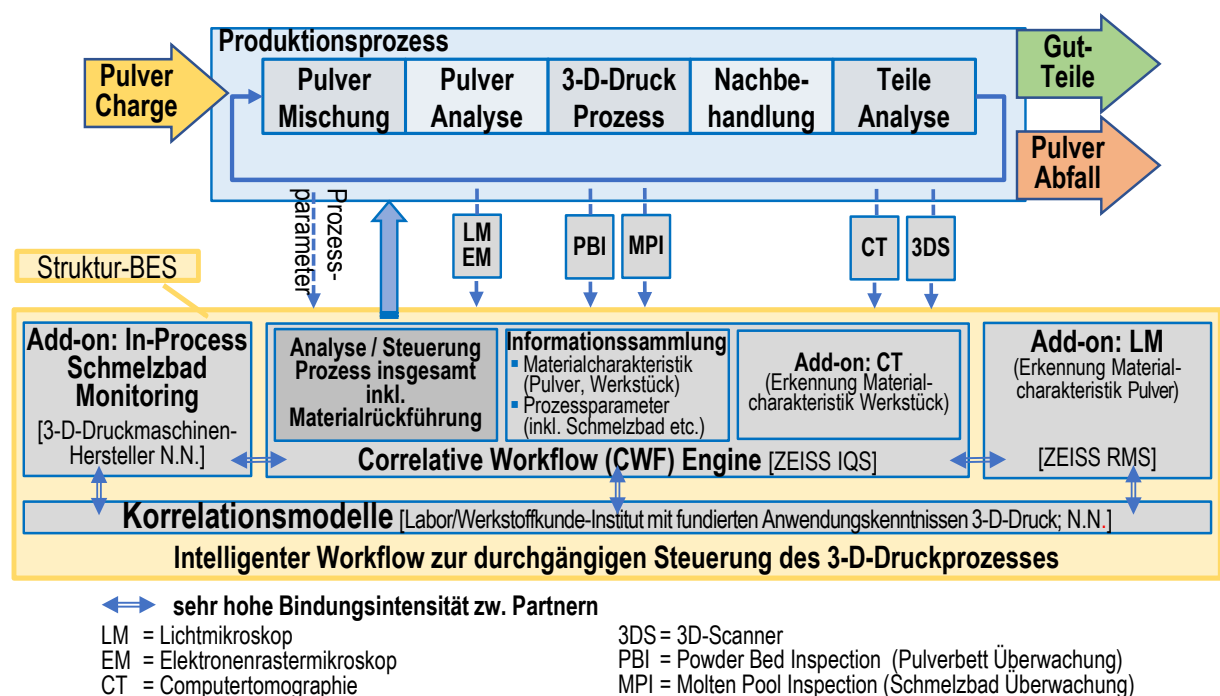 Produktionsprozess
Pulver
Charge
Pulver
Mischung
Pulver
Analyse
3-D-Druck
Prozess
Nachbe-
handlung
Teile
Analyse
Gut-
Teile
Pulver
Abfall
Prozess-
parameter
LM
EM
PBI
MPI
CT
3DS
Struktur-BES
Add-on: In-Process
Schmelzbad
Monitoring
[3-D-Druckmaschinen-
Hersteller N.N.]
Analyse / Steuerung
Prozess insgesamt
inkl.
Materialrückführung
Informationssammlung
▪ Materialcharakteristik
(Pulver, Werkstück)
▪ Prozessparameter
(inkl. Schmelzbad etc.)
Add-on: CT
(Erkennung Material-
charakteristik Werkstück)
Correlative Workflow (CWF) Engine [ZEISS IQS]
Add-on: LM
(Erkennung Material-
charakteristik Pulver)
[ZEISS RMS]
Korrelationsmodelle [Labor/Werkstoffkunde-Institut mit fundierten Anwendungskenntnissen 3-D-Druck; N.N.]
Intelligenter Workflow zur durchgängigen Steuerung des 3-D-Druckprozesses
sehr hohe Bindungsintensität zw. Partnern
LM = Lichtmikroskop
EM = Elektronenrastermikroskop
CT = Computertomographie
3DS = 3D-Scanner
PBI = Powder Bed Inspection (Pulverbett Überwachung)
MPI = Molten Pool Inspection (Schmelzbad Überwachung)